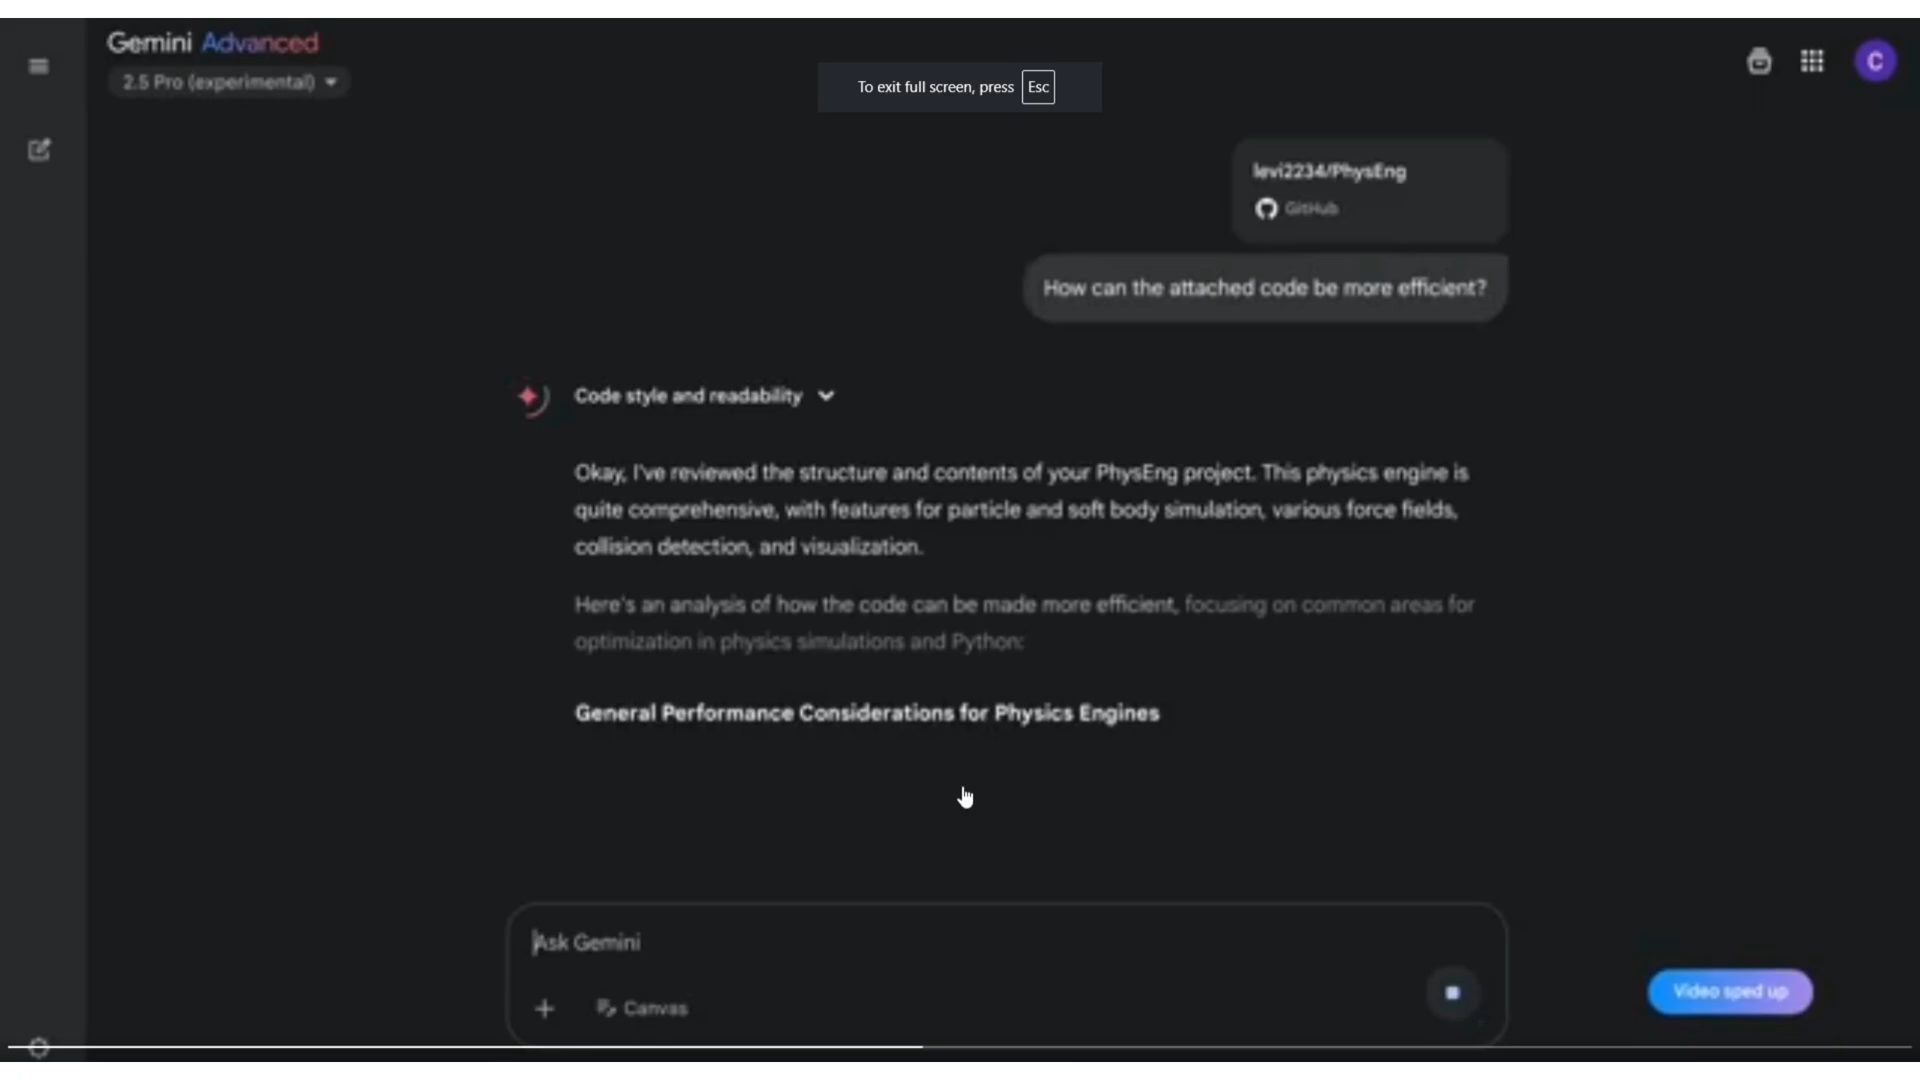 Gemini Advanced
2.5 Pro (experimental)
To exit full screen, press Esc
C
levi2234/PhysEng
GitHub
How can the attached code be more efficient?
Code style and readability
Okay, I've reviewed the structure and contents of your PhysEng project. This physics engine is
quite comprehensive, with features for particle and soft body simulation, various force fields,
collision detection, and visualization.
Here's an analysis of how the code can be made more efficient, focusing on common areas for
optimization in physics simulations and Python:
General Performance Considerations for Physics Engines
Ask Gemini
Canvas
Video sped up